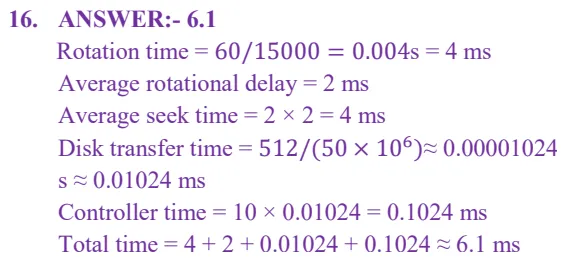 16. ANSWER:- 6.1
Rotation time = 60/15000 = 0.004s = 4 ms
Average rotational delay = 2 ms
Average seek time = 2 × 2 = 4 ms
Disk transfer time = 512/(50 × 10⁶)≈ 0.00001024
s ≈ 0.01024 ms
Controller time = 10 × 0.01024 = 0.1024 ms
Total time = 4 + 2 + 0.01024 + 0.1024 ≈ 6.1 ms